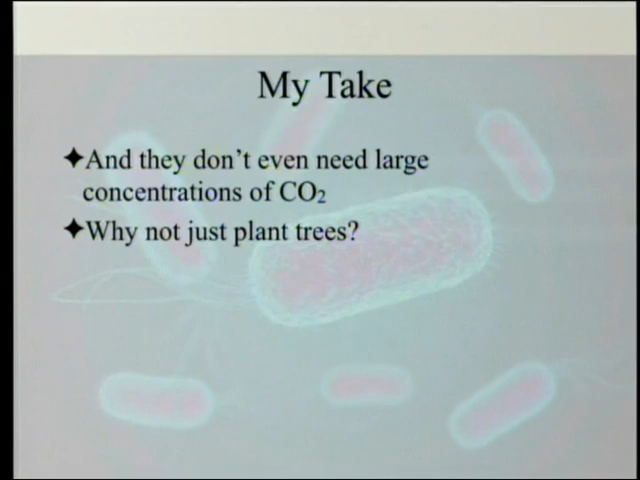 My Take
✦And they don't even need large
concentrations of CO₂
✦Why not just plant trees?